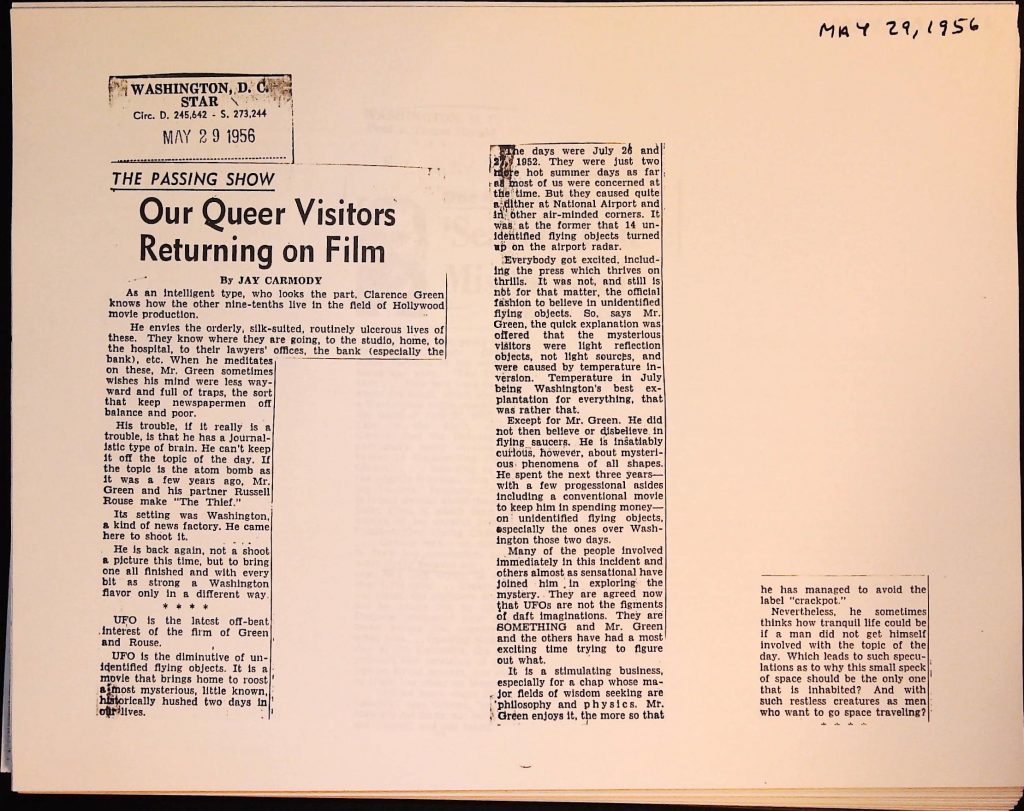 MAY 29, 1956
WASHINGTON, D. C.
STAR
Circ. D. 245,642 - S. 273,244
MAY 29 1956
THE PASSING SHOW
Our Queer Visitors
Returning on Film
By JAY CARMODY
As an intelligent type, who looks the part, Clarence Green
knows how the other nine-tenths live in the field of Hollywood
movie production.
He envies the orderly, silk-suited, routinely ulcerous lives of
these. They know where they are going, to the studio, home, to
the hospital, to their lawyers' offices, the bank (especially the
bank), etc. When he meditates
on these, Mr. Green sometimes
wishes his mind were less way-
ward and full of traps, the sort
that keep newspapermen off
balance and poor.
His trouble, if it really is a
trouble, is that he has a journal-
istic type of brain. He can't keep
it off the topic of the day. If
the topic is the atom bomb as
it was a few years ago, Mr.
Green and his partner Russell
Rouse make "The Thief."
Its setting was Washington,
a kind of news factory. He came
here to shoot it.
He is back again, not a shoot
a picture this time, but to bring
one all finished and with every
bit as strong a Washington
flavor only in a different way.
* * * *
UFO is the latest off-beat
interest of the firm of Green
and Rouse.
UFO is the diminutive of un-
identified flying objects. It is a
movie that brings home to roost
a most mysterious, little known,
historically hushed two days in
our lives.
The days were July 26 and
27, 1952. They were just two
more hot summer days as far
as most of us were concerned at
the time. But they caused quite
a dither at National Airport and
in other air-minded corners. It
was at the former that 14 un-
identified flying objects turned
up on the airport radar.
Everybody got excited, includ-
ing the press which thrives on
thrills. It was not, and still is
not for that matter, the official
fashion to believe in unidentified
flying objects. So, says Mr.
Green, the quick explanation was
offered that the mysterious
visitors were light reflection
objects, not light sources, and
were caused by temperature in-
version. Temperature in July
being Washington's best ex-
plantation for everything, that
was rather that.
Except for Mr. Green. He did
not then believe or disbelieve in
flying saucers. He is insatiably
curious, however, about mysteri-
ous phenomena of all shapes.
He spent the next three years—
with a few progessional asides
including a conventional movie
to keep him in spending money—
on unidentified flying objects,
especially the ones over Wash-
ington those two days.
Many of the people involved
immediately in this incident and
others almost as sensational have
joined him in exploring the
mystery. They are agreed now
that UFOs are not the figments
of daft imaginations. They are
SOMETHING and Mr. Green
and the others have had a most
exciting time trying to figure
out what.
It is a stimulating business,
especially for a chap whose ma-
jor fields of wisdom seeking are
philosophy and physics. Mr.
Green enjoys it, the more so that
he has managed to avoid the
label "crackpot."
Nevertheless, he sometimes
thinks how tranquil life could be
if a man did not get himself
involved with the topic of the
day. Which leads to such specu-
lations as to why this small speck
of space should be the only one
that is inhabited? And with
such restless creatures as men
who want to go space traveling?
* * * *